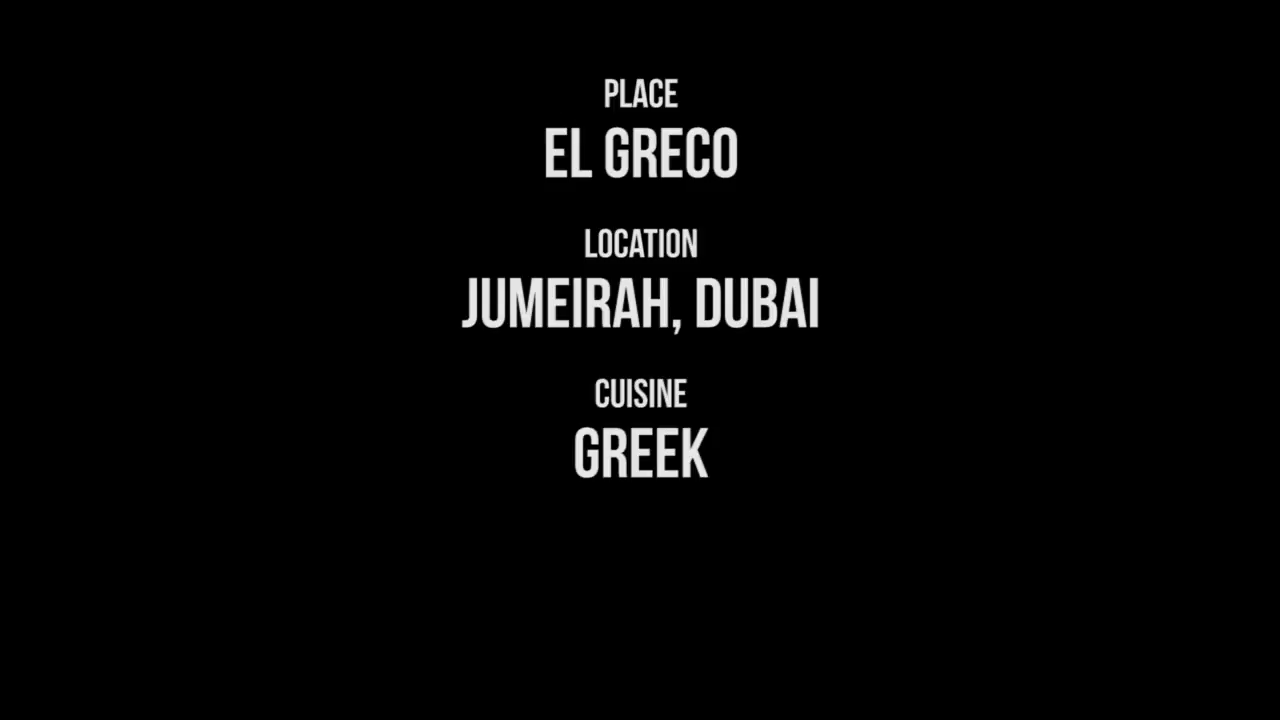 PLACE
EL GRECO
LOCATION
JUMEIRAH, DUBAI
CUISINE
GREEK